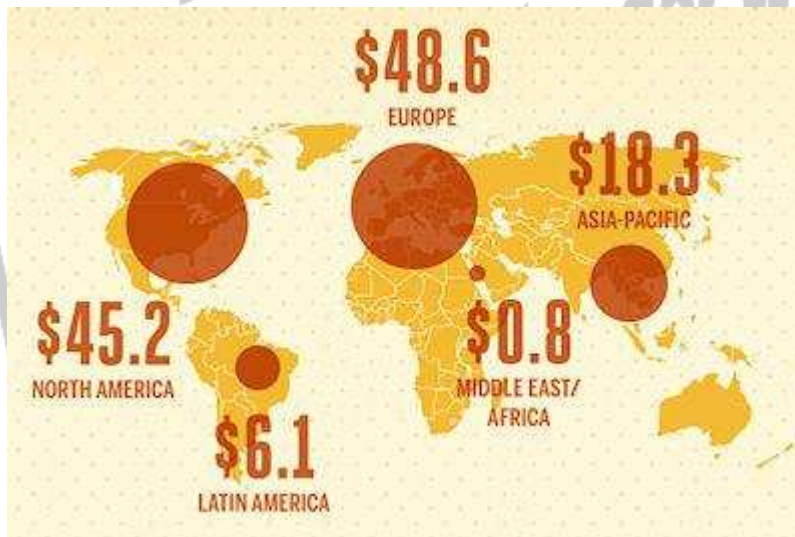 $48.6
EUROPE
$18.3
ASIA-PACIFIC
$45.2
NORTH AMERICA
$0.8
MIDDLE EAST/
AFRICA
$6.1
LATIN AMERICA